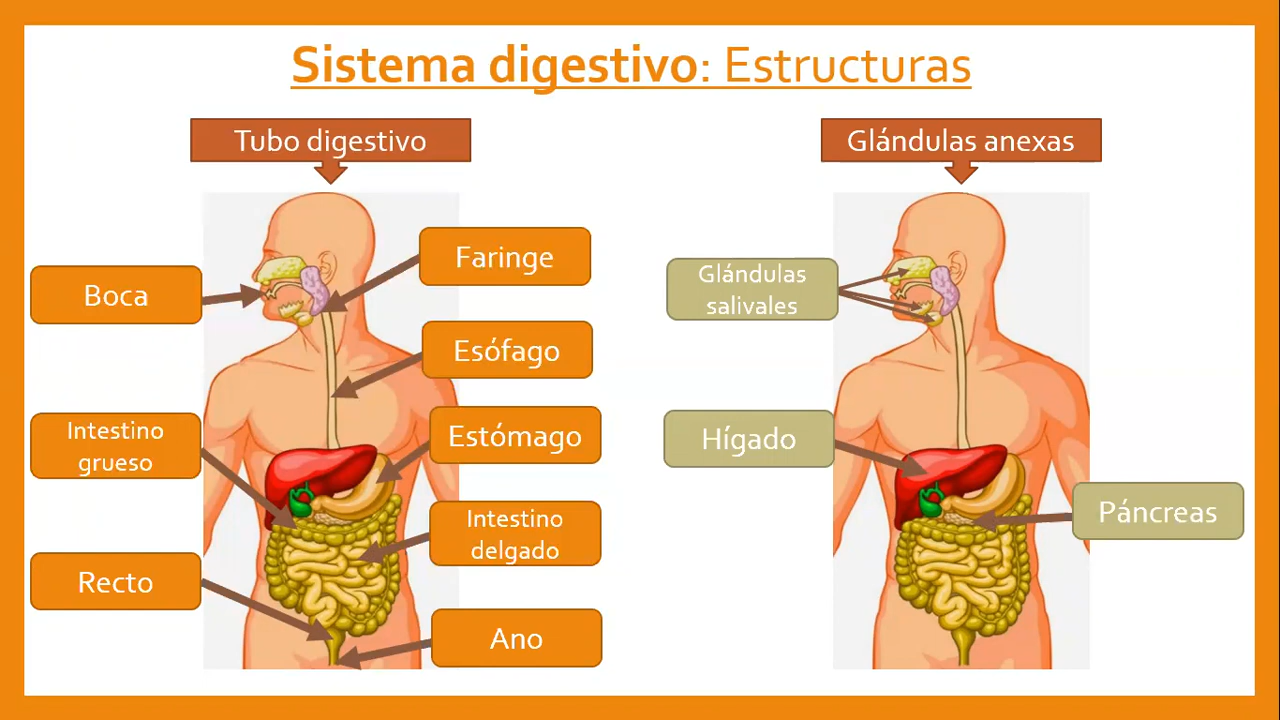 Sistema digestivo: Estructuras
Tubo digestivo
Boca
Faringe
Esófago
Intestino
grueso
Estómago
Intestino
delgado
Recto
Ano
Glándulas anexas
Glándulas
salivales
Hígado
Páncreas